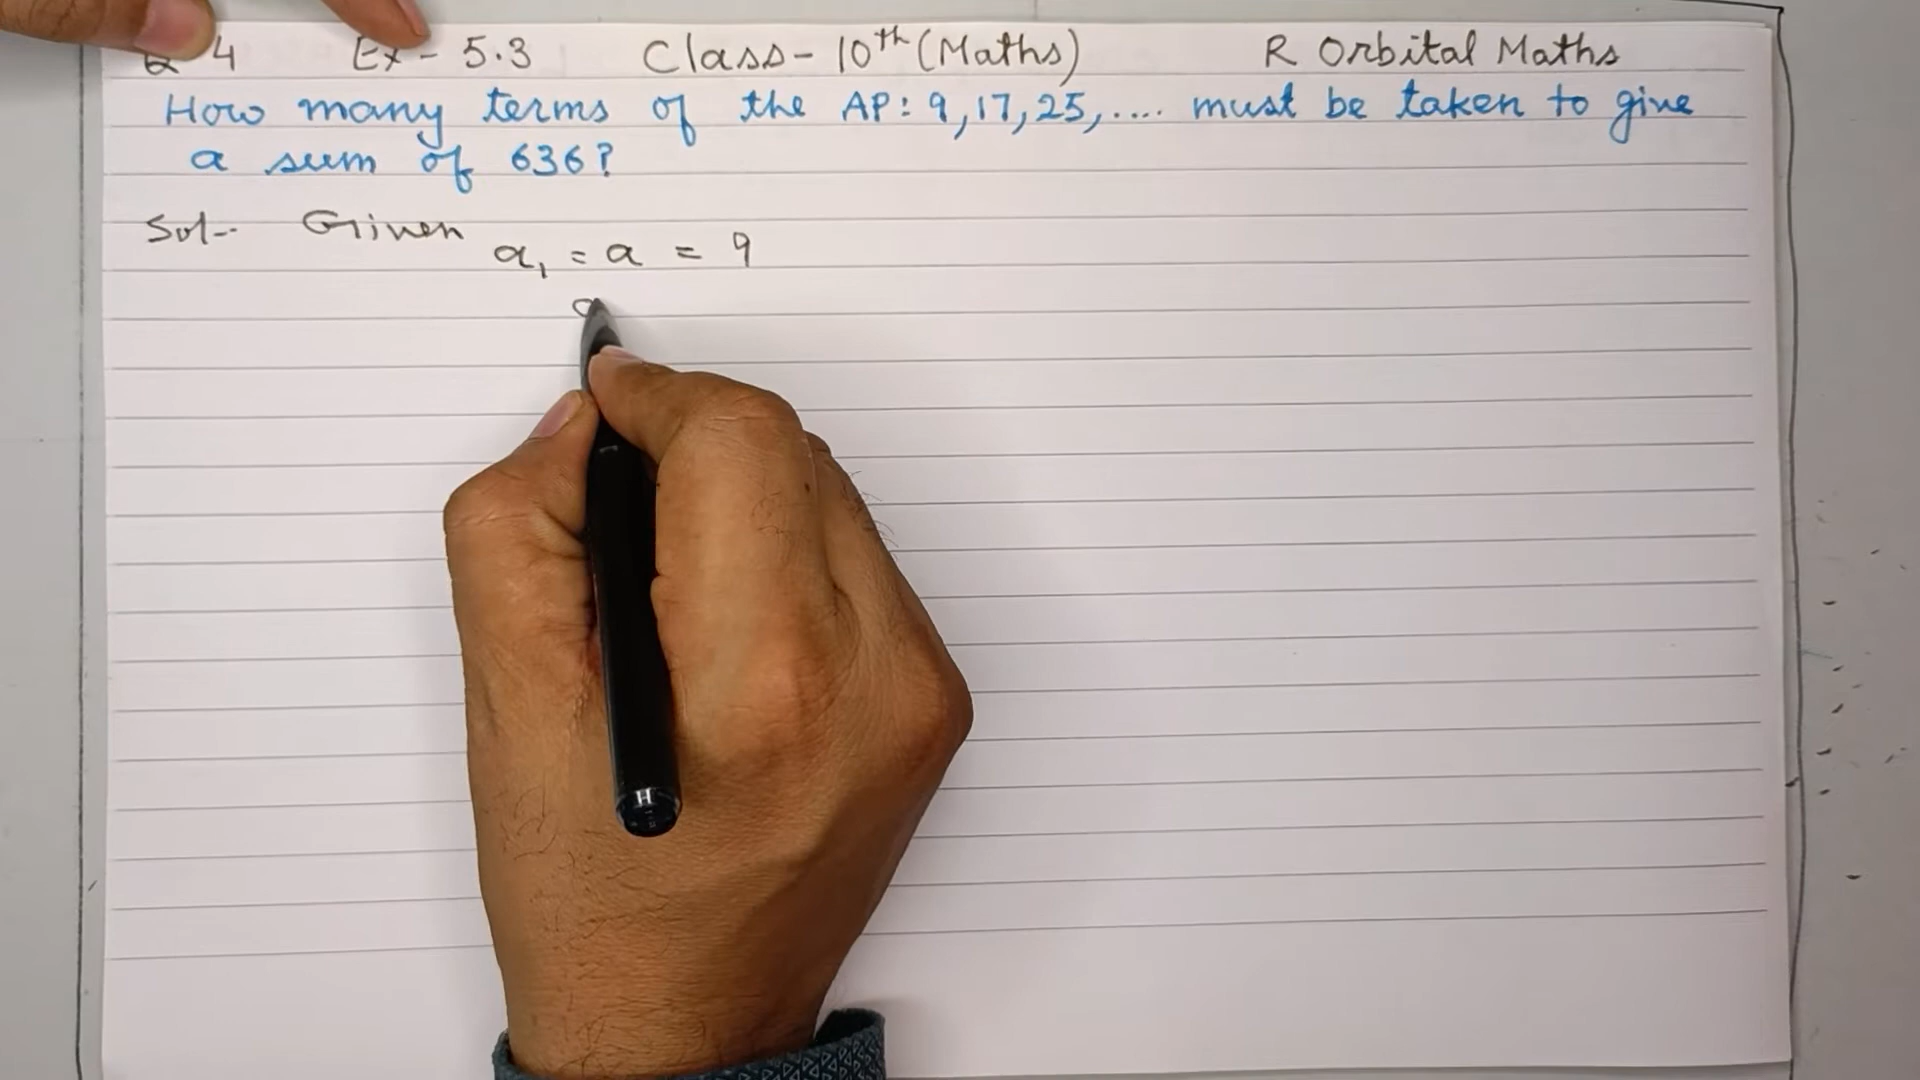 Q 4 Ex - 5.3 Class - 10th (Maths) R Orbital Maths
How many terms of the AP : 9, 17, 25, .... must be taken to give
a sum of 636?
Sol-- Given
a₁ = a = 9
H